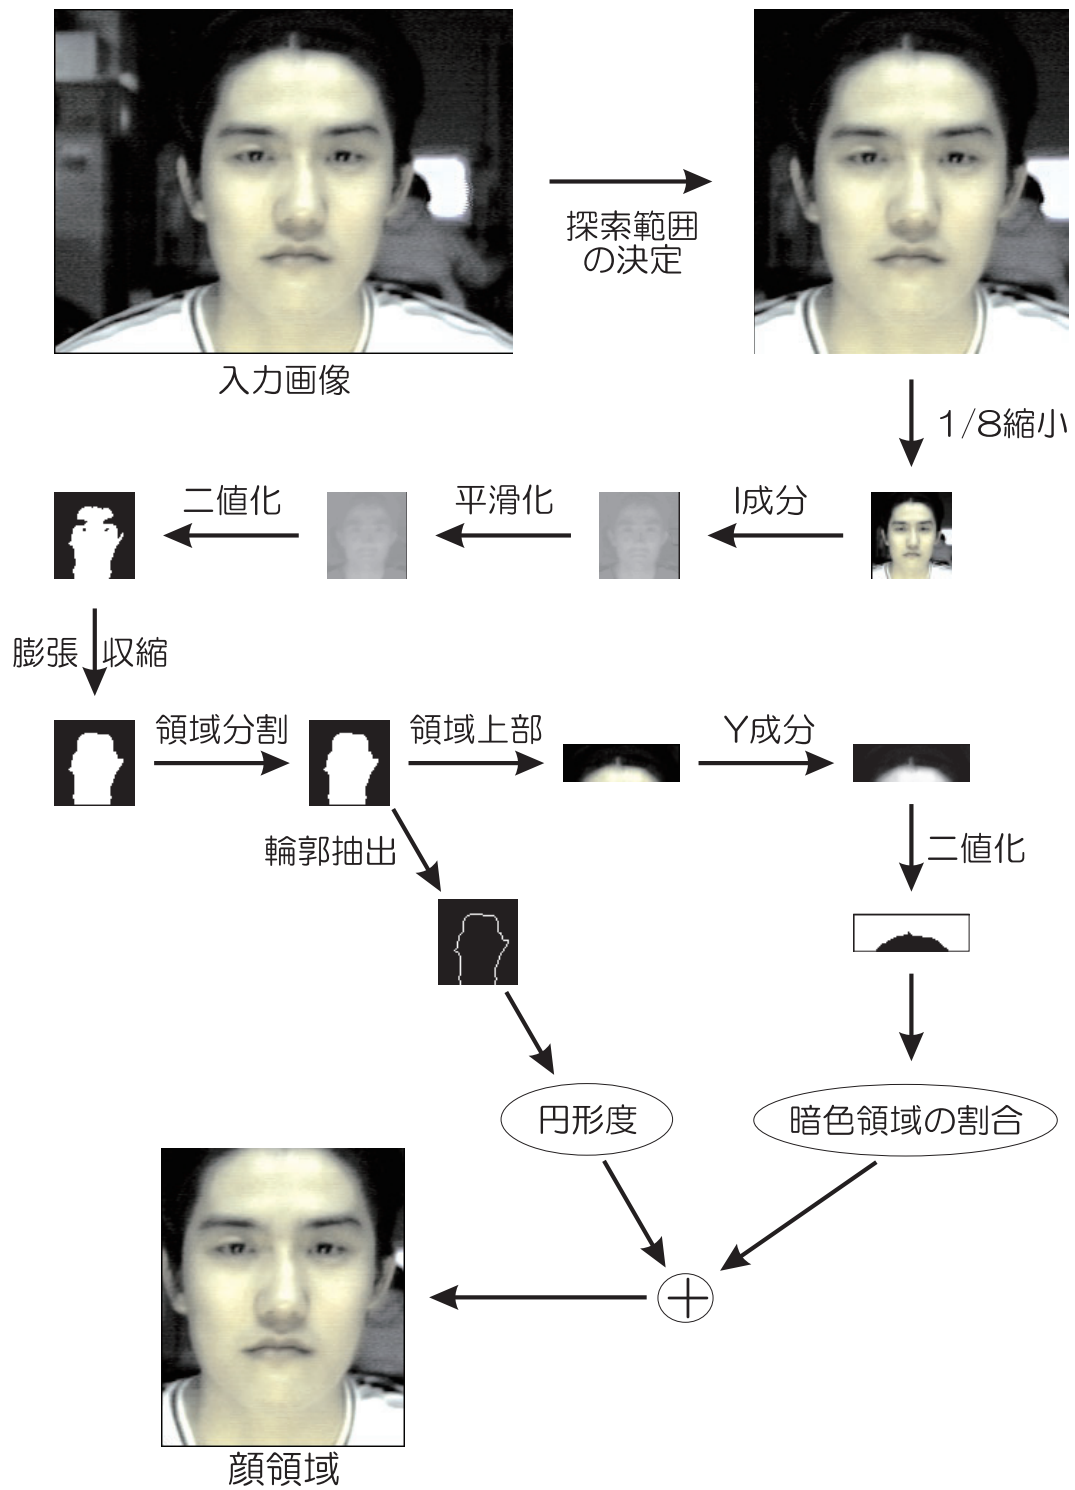 探索範囲
の決定
入力画像
1/8縮小
二値化
平滑化
I成分
膨張
収縮
領域分割
領域上部
Y成分
輪郭抽出
二値化
円形度
暗色領域の割合
＋
顔領域